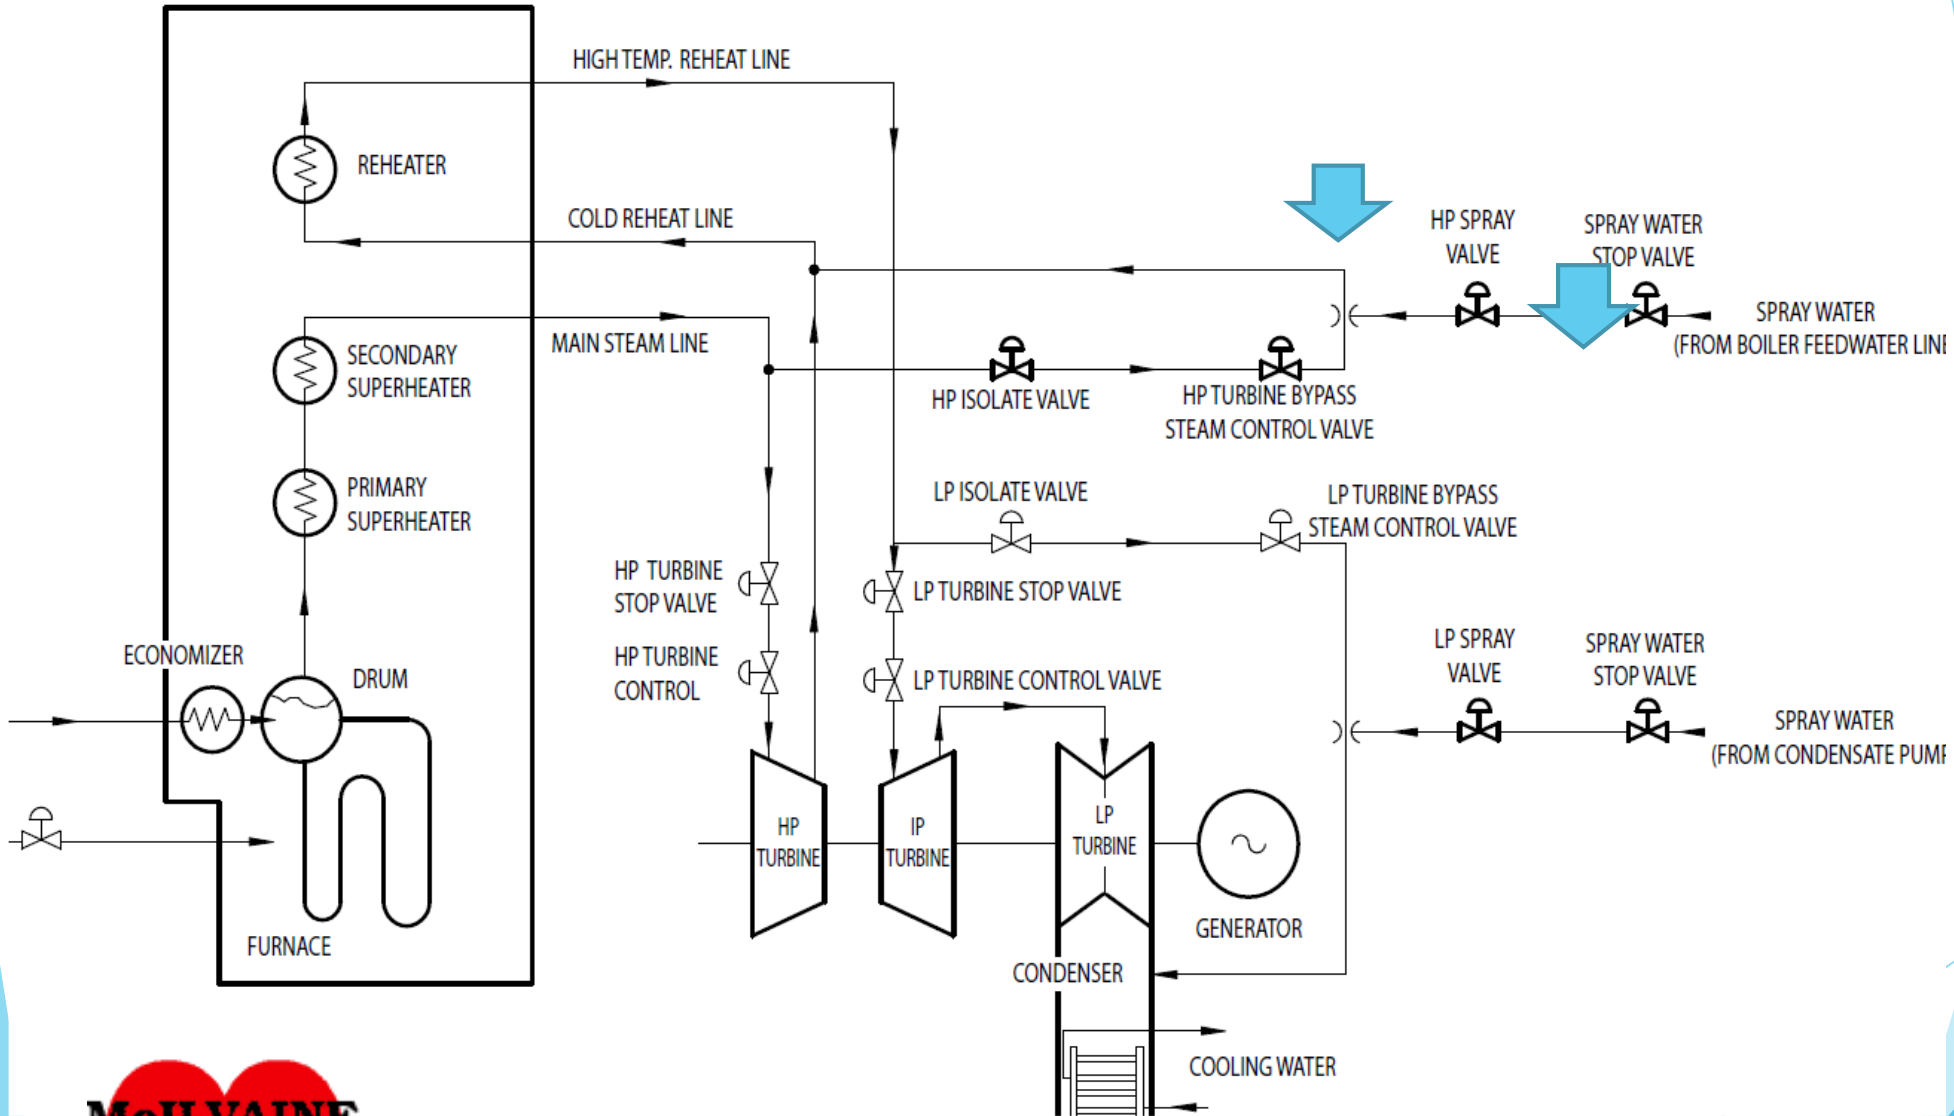 HIGH TEMP. REHEAT LINE
REHEATER
COLD REHEAT LINE
HP SPRAY
VALVE
SPRAY WATER
STOP VALVE
SPRAY WATER
(FROM BOILER FEEDWATER LINE
MAIN STEAM LINE
SECONDARY
SUPERHEATER
HP ISOLATE VALVE
HP TURBINE BYPASS
STEAM CONTROL VALVE
PRIMARY
SUPERHEATER
LP ISOLATE VALVE
LP TURBINE BYPASS
STEAM CONTROL VALVE
HP TURBINE
STOP VALVE
LP TURBINE STOP VALVE
ECONOMIZER
DRUM
HP TURBINE
CONTROL
LP TURBINE CONTROL VALVE
LP SPRAY
VALVE
SPRAY WATER
STOP VALVE
SPRAY WATER
(FROM CONDENSATE PUMP
HP
TURBINE
IP
TURBINE
LP
TURBINE
GENERATOR
FURNACE
CONDENSER
COOLING WATER
McILVAINE